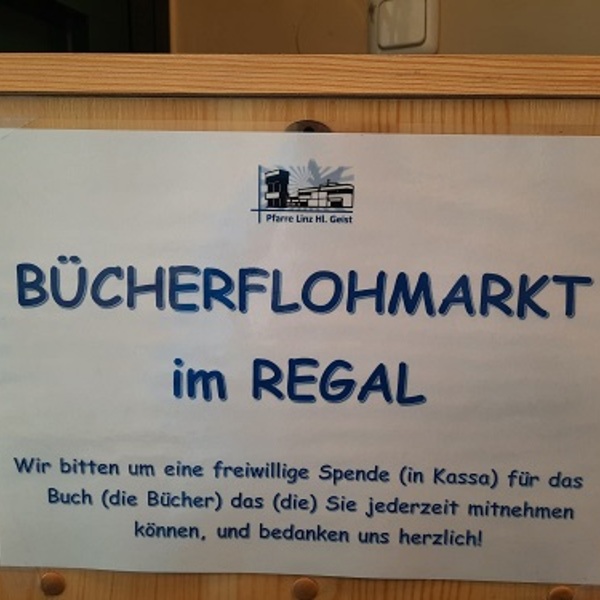 Pfarre Linz Hl. Geist
BÜCHERFLOHMARKT
im REGAL
Wir bitten um eine freiwillige Spende (in Kassa) für das
Buch (die Bücher) das (die) Sie jederzeit mitnehmen
können, und bedanken uns herzlich!